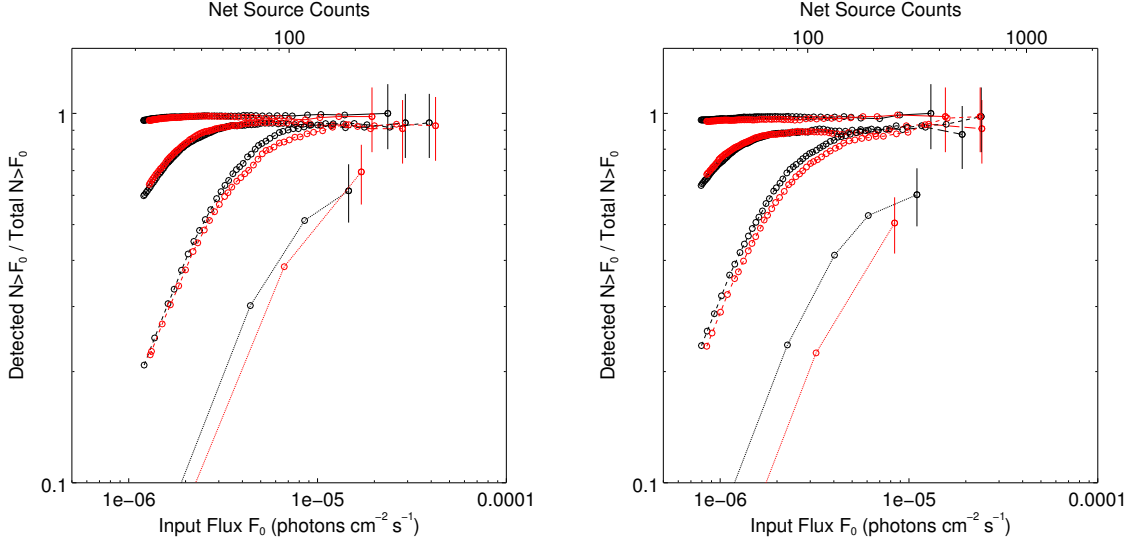 Net Source Counts
100
1
0.1
Detected N>F0 / Total N>F0
1e-06 1e-05 0.0001
Input Flux F0 (photons cm−2 s−1)
Net Source Counts
100 1000
1
0.1
Detected N>F0 / Total N>F0
1e-06 1e-05 0.0001
Input Flux F0 (photons cm−2 s−1)